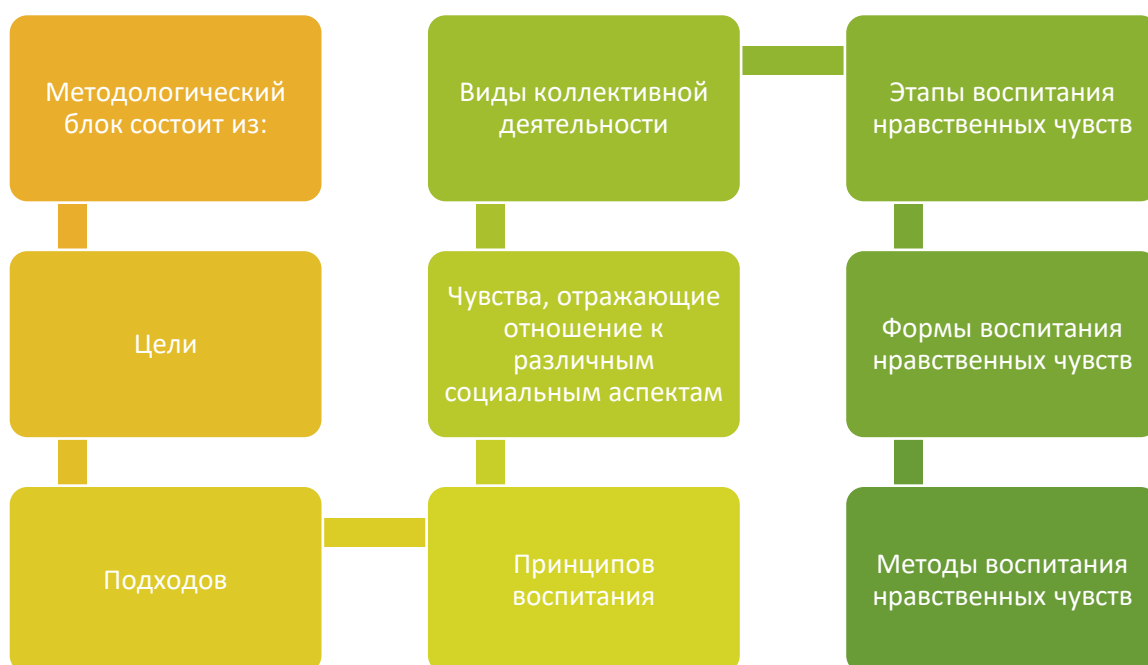 Методологический
блок состоит из:
Цели
Подходов
Принципов
воспитания
Чувства, отражающие
отношение к
различным
социальным аспектам
Виды коллективной
деятельности
Этапы воспитания
нравственных чувств
Формы воспитания
нравственных чувств
Методы воспитания
нравственных чувств